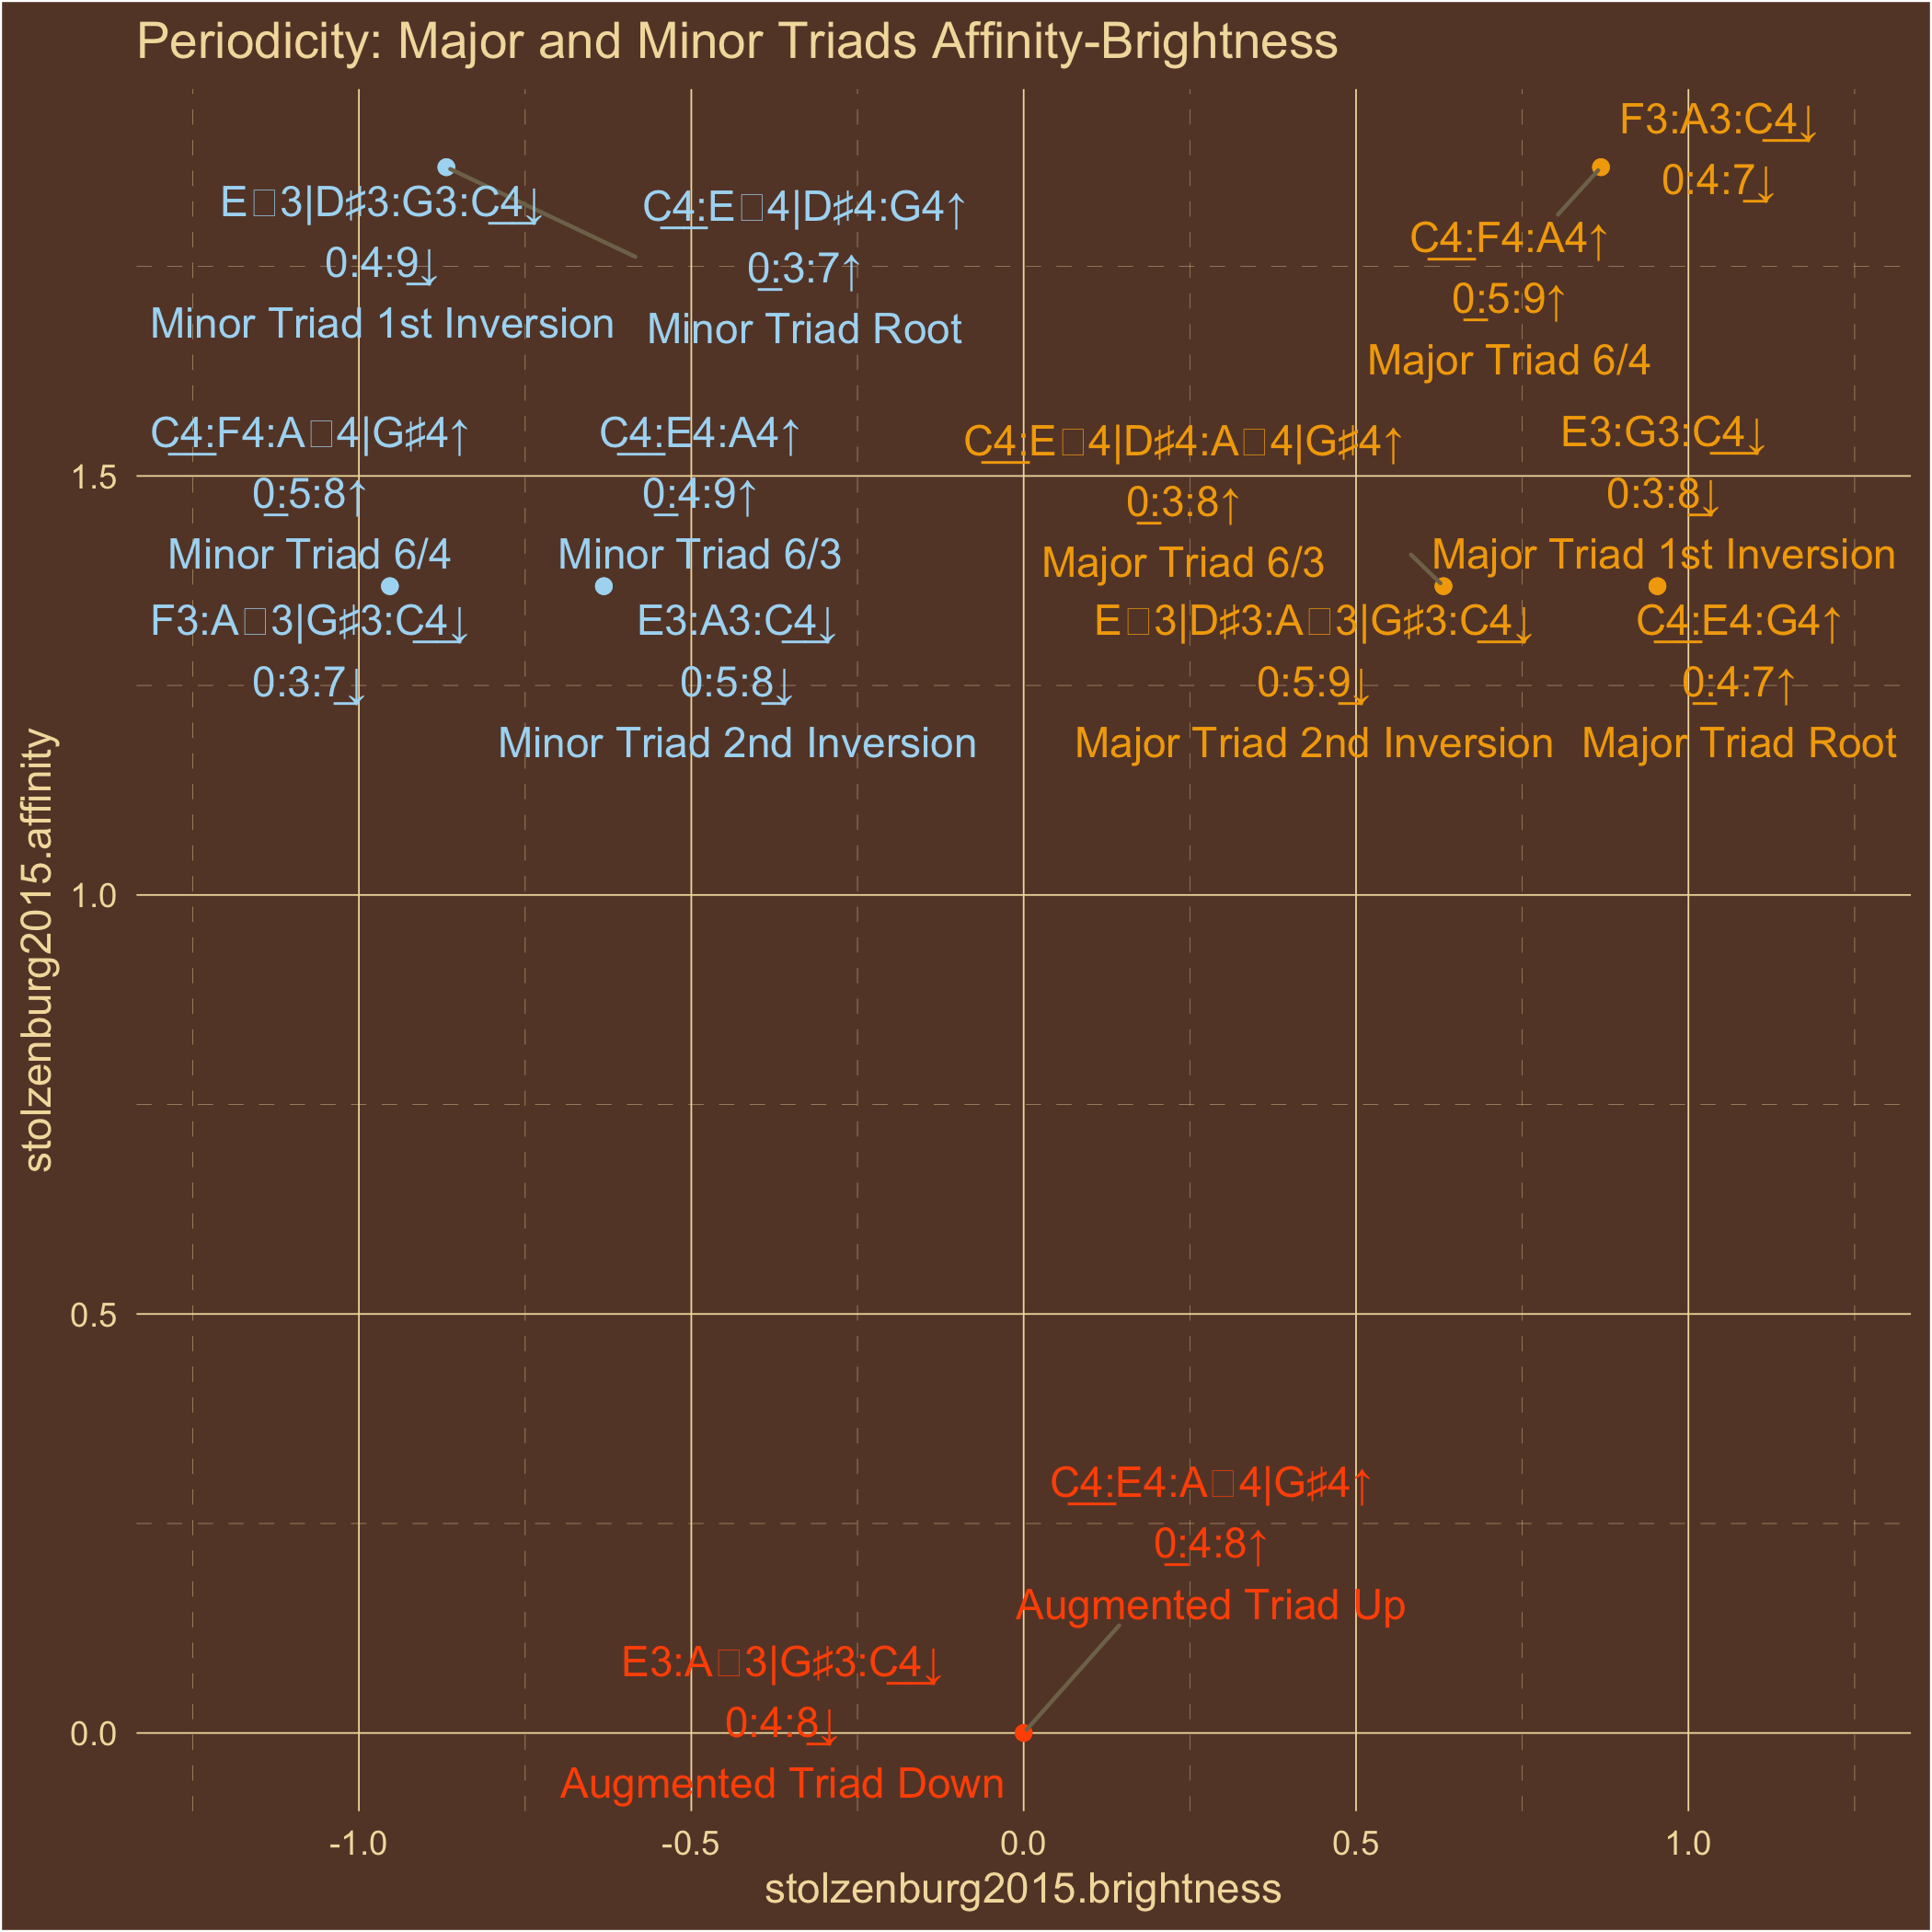 Periodicity: Major and Minor Triads Affinity-Brightness
F3:A3:C4↓
0:4:7↓
E□3|D♯3:G3:C4↓
0:4:9↓
Minor Triad 1st Inversion
C4:E□4|D♯4:G4↑
0:3:7↑
Minor Triad Root
C4:F4:A4↑
0:5:9↑
Major Triad 6/4
C4:F4:A□4|G♯4↑
0:5:8↑
Minor Triad 6/4
C4:E4:A4↑
0:4:9↑
Minor Triad 6/3
C4:E□4|D♯4:A□4|G♯4↑
0:3:8↑
Major Triad 6/3
E3:G3:C4↓
0:3:8↓
Major Triad 1st Inversion
F3:A□3|G♯3:C4↓
0:3:7↓
E3:A3:C4↓
0:5:8↓
Minor Triad 2nd Inversion
E□3|D♯3:A□3|G♯3:C4↓
0:5:9↓
Major Triad 2nd Inversion
C4:E4:G4↑
0:4:7↑
Major Triad Root
C4:E4:A□4|G♯4↑
0:4:8↑
Augmented Triad Up
E3:A□3|G♯3:C4↓
0:4:8↓
Augmented Triad Down
1.5
1.0
0.5
0.0
stolzenburg2015.affinity
-1.0
-0.5
0.0
0.5
1.0
stolzenburg2015.brightness